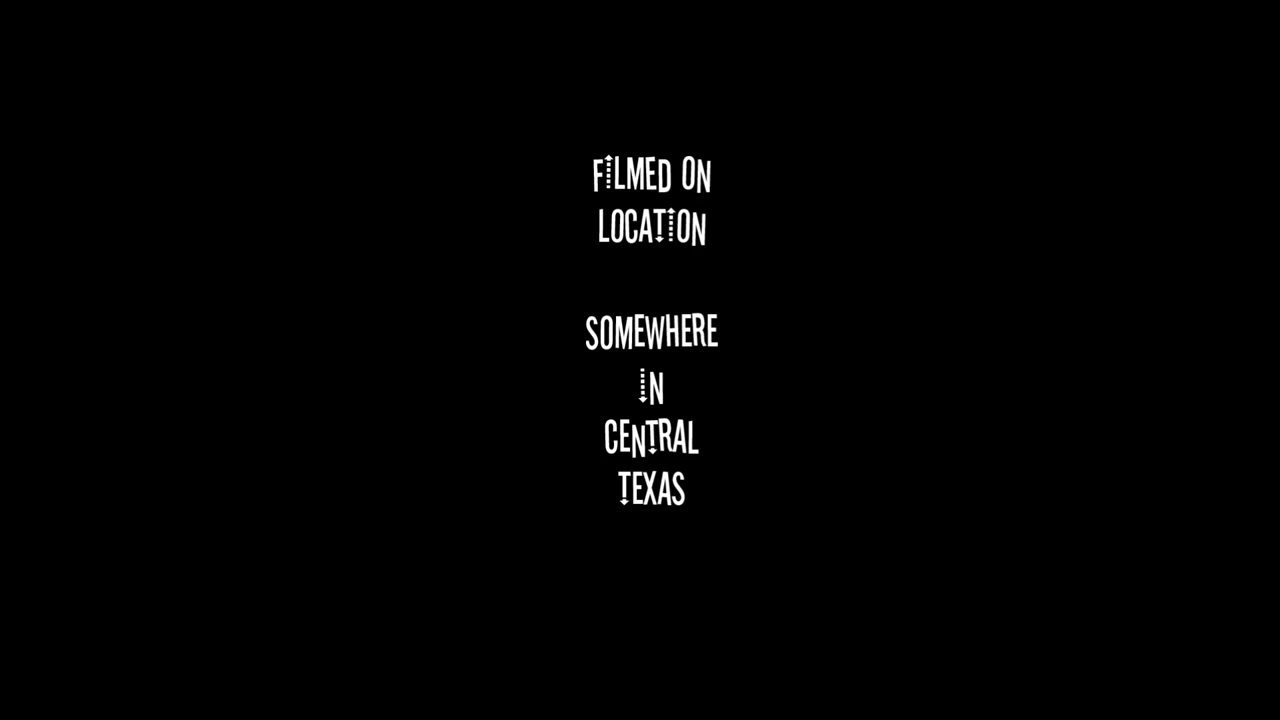 FILMED ON
LOCATION
SOMEWHERE
IN
CENTRAL
TEXAS